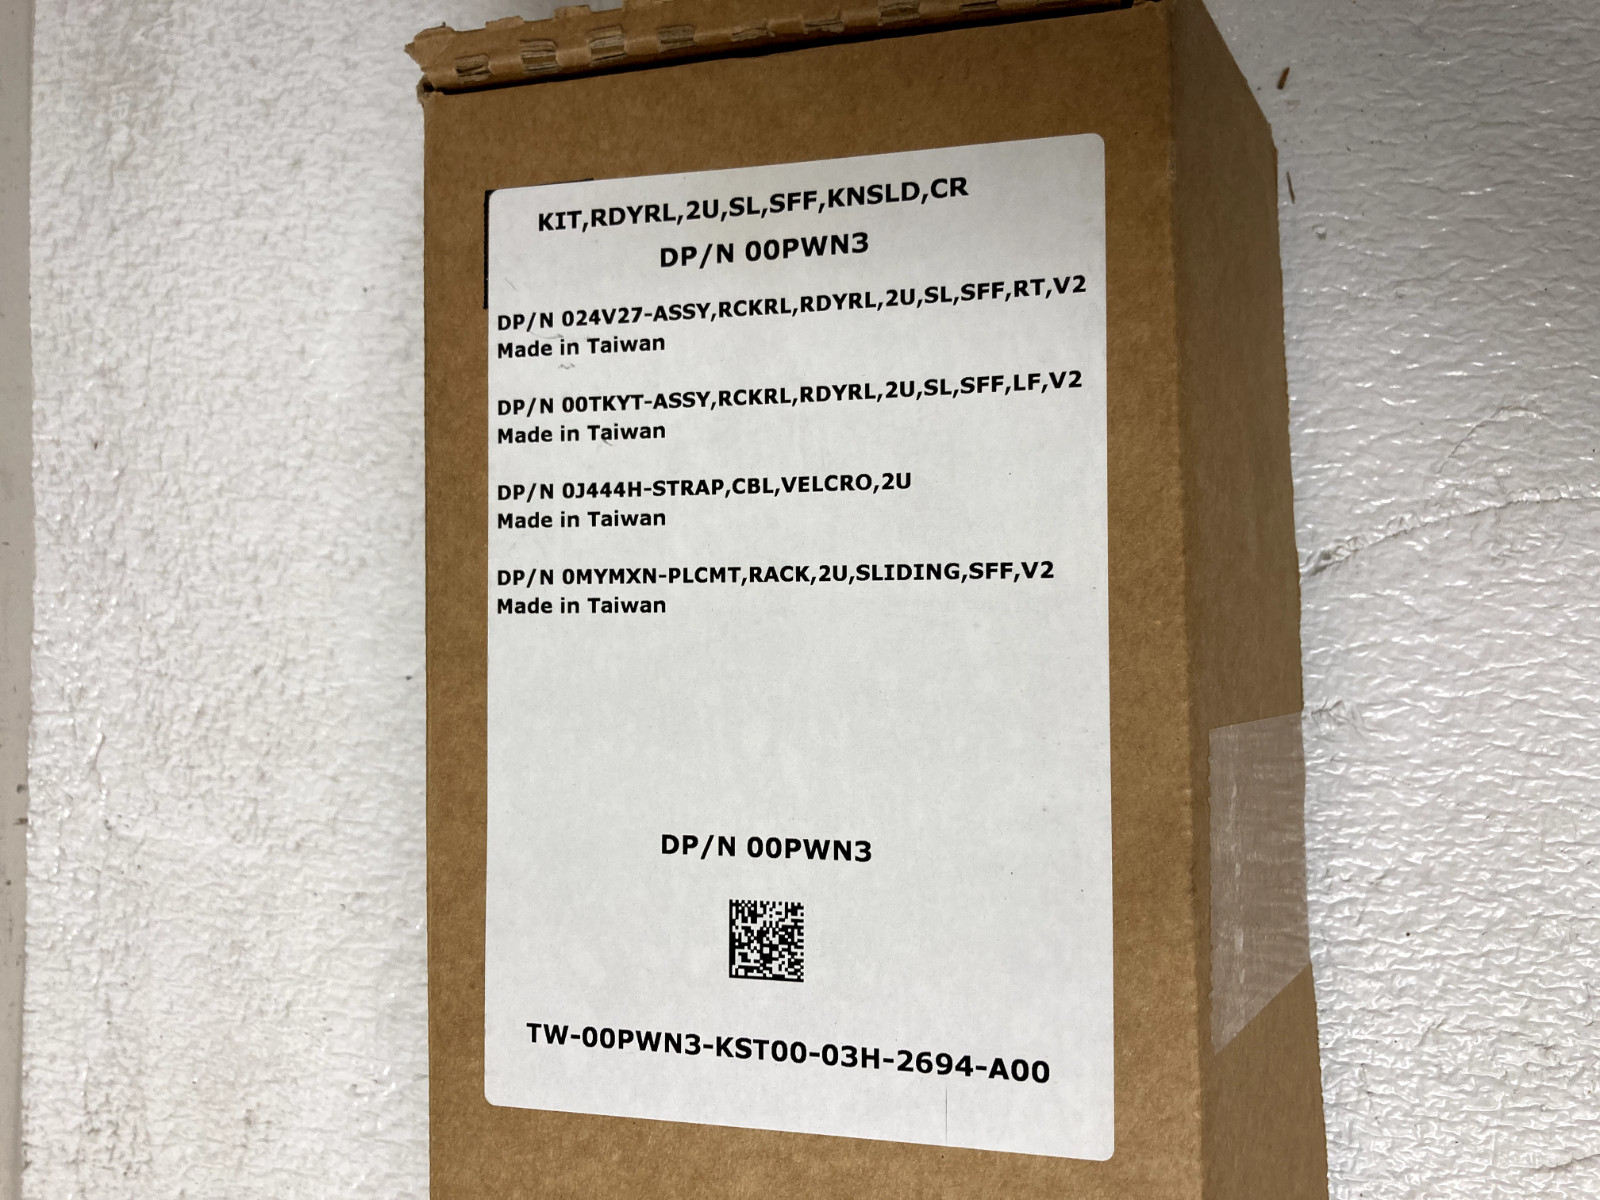 KIT,RDYRL,2U,SL,SFF,KNSLD,CR
DP/N 00PWN3
DP/N 024V27-ASSY,RCKRL,RDYRL,2U,SL,SFF,RT,V2
Made in Taiwan
DP/N 00TKYT-ASSY,RCKRL,RDYRL,2U,SL,SFF,LF,V2
Made in Taiwan
DP/N 0J444H-STRAP,CBL,VELCRO,2U
Made in Taiwan
DP/N 0MYMXN-PLCMT,RACK,2U,SLIDING,SFF,V2
Made in Taiwan
DP/N 00PWN3
TW-00PWN3-KST00-03H-2694-A00